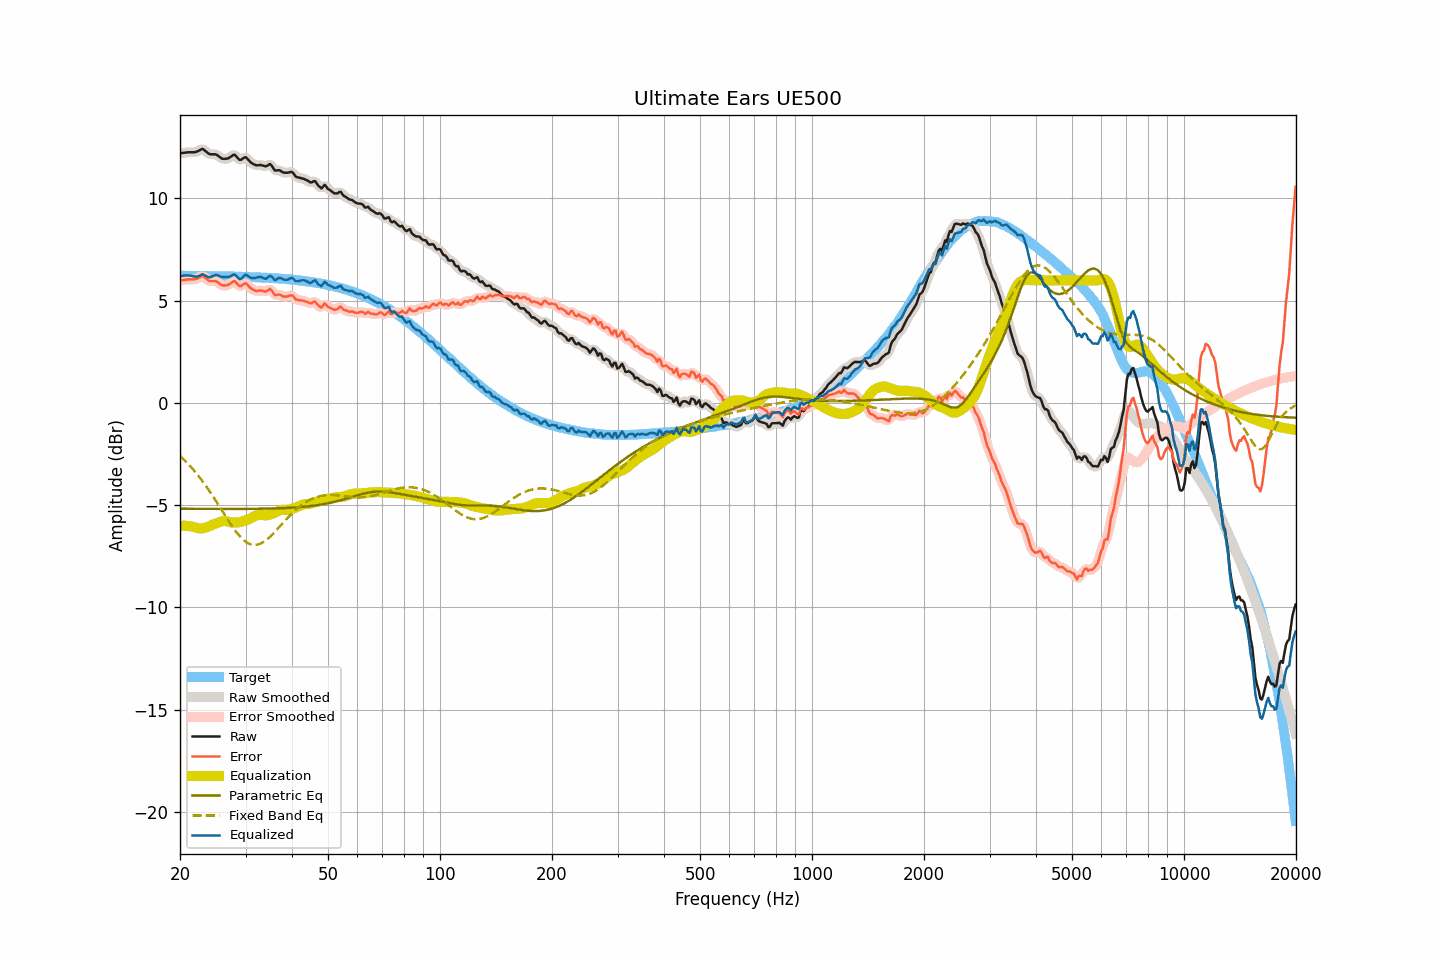 Ultimate Ears UE500
Amplitude (dBr)
10
5
0
−5
−10
−15
−20
Target
Raw Smoothed
Error Smoothed
Raw
Error
Equalization
Parametric Eq
Fixed Band Eq
Equalized
20 50 100 200 500 1000 2000 5000 10000 20000
Frequency (Hz)